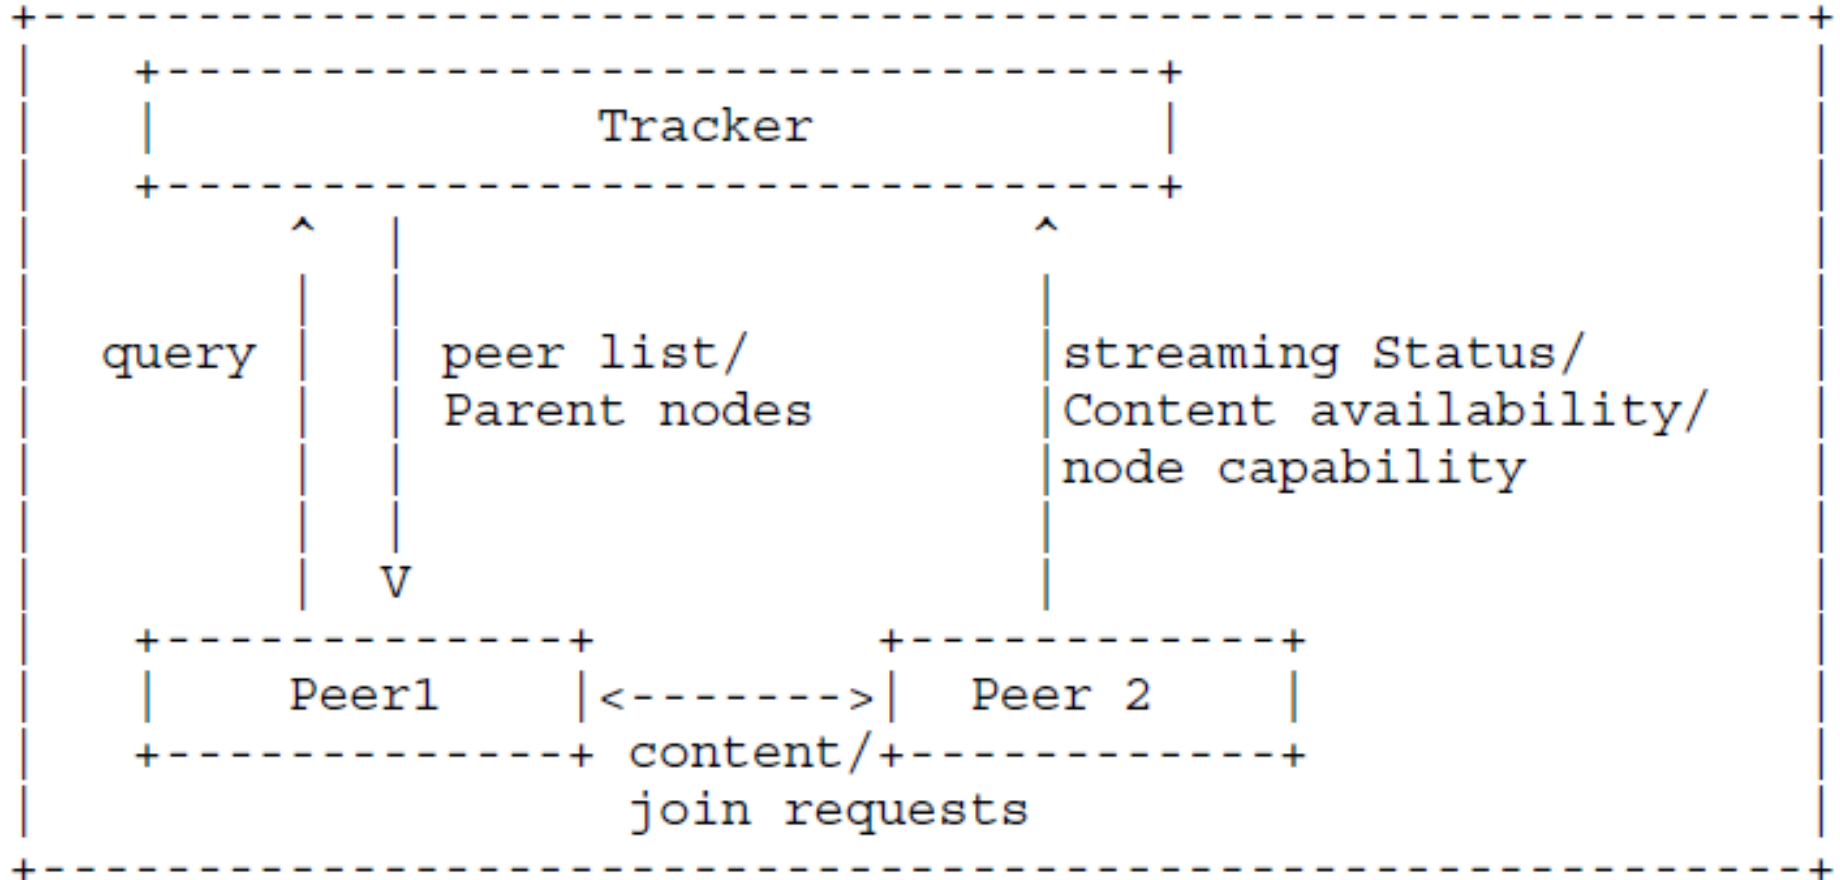 Tracker
query
peer list/
Parent nodes
streaming Status/
Content availability/
node capability
Peer1
Peer 2
content/
join requests